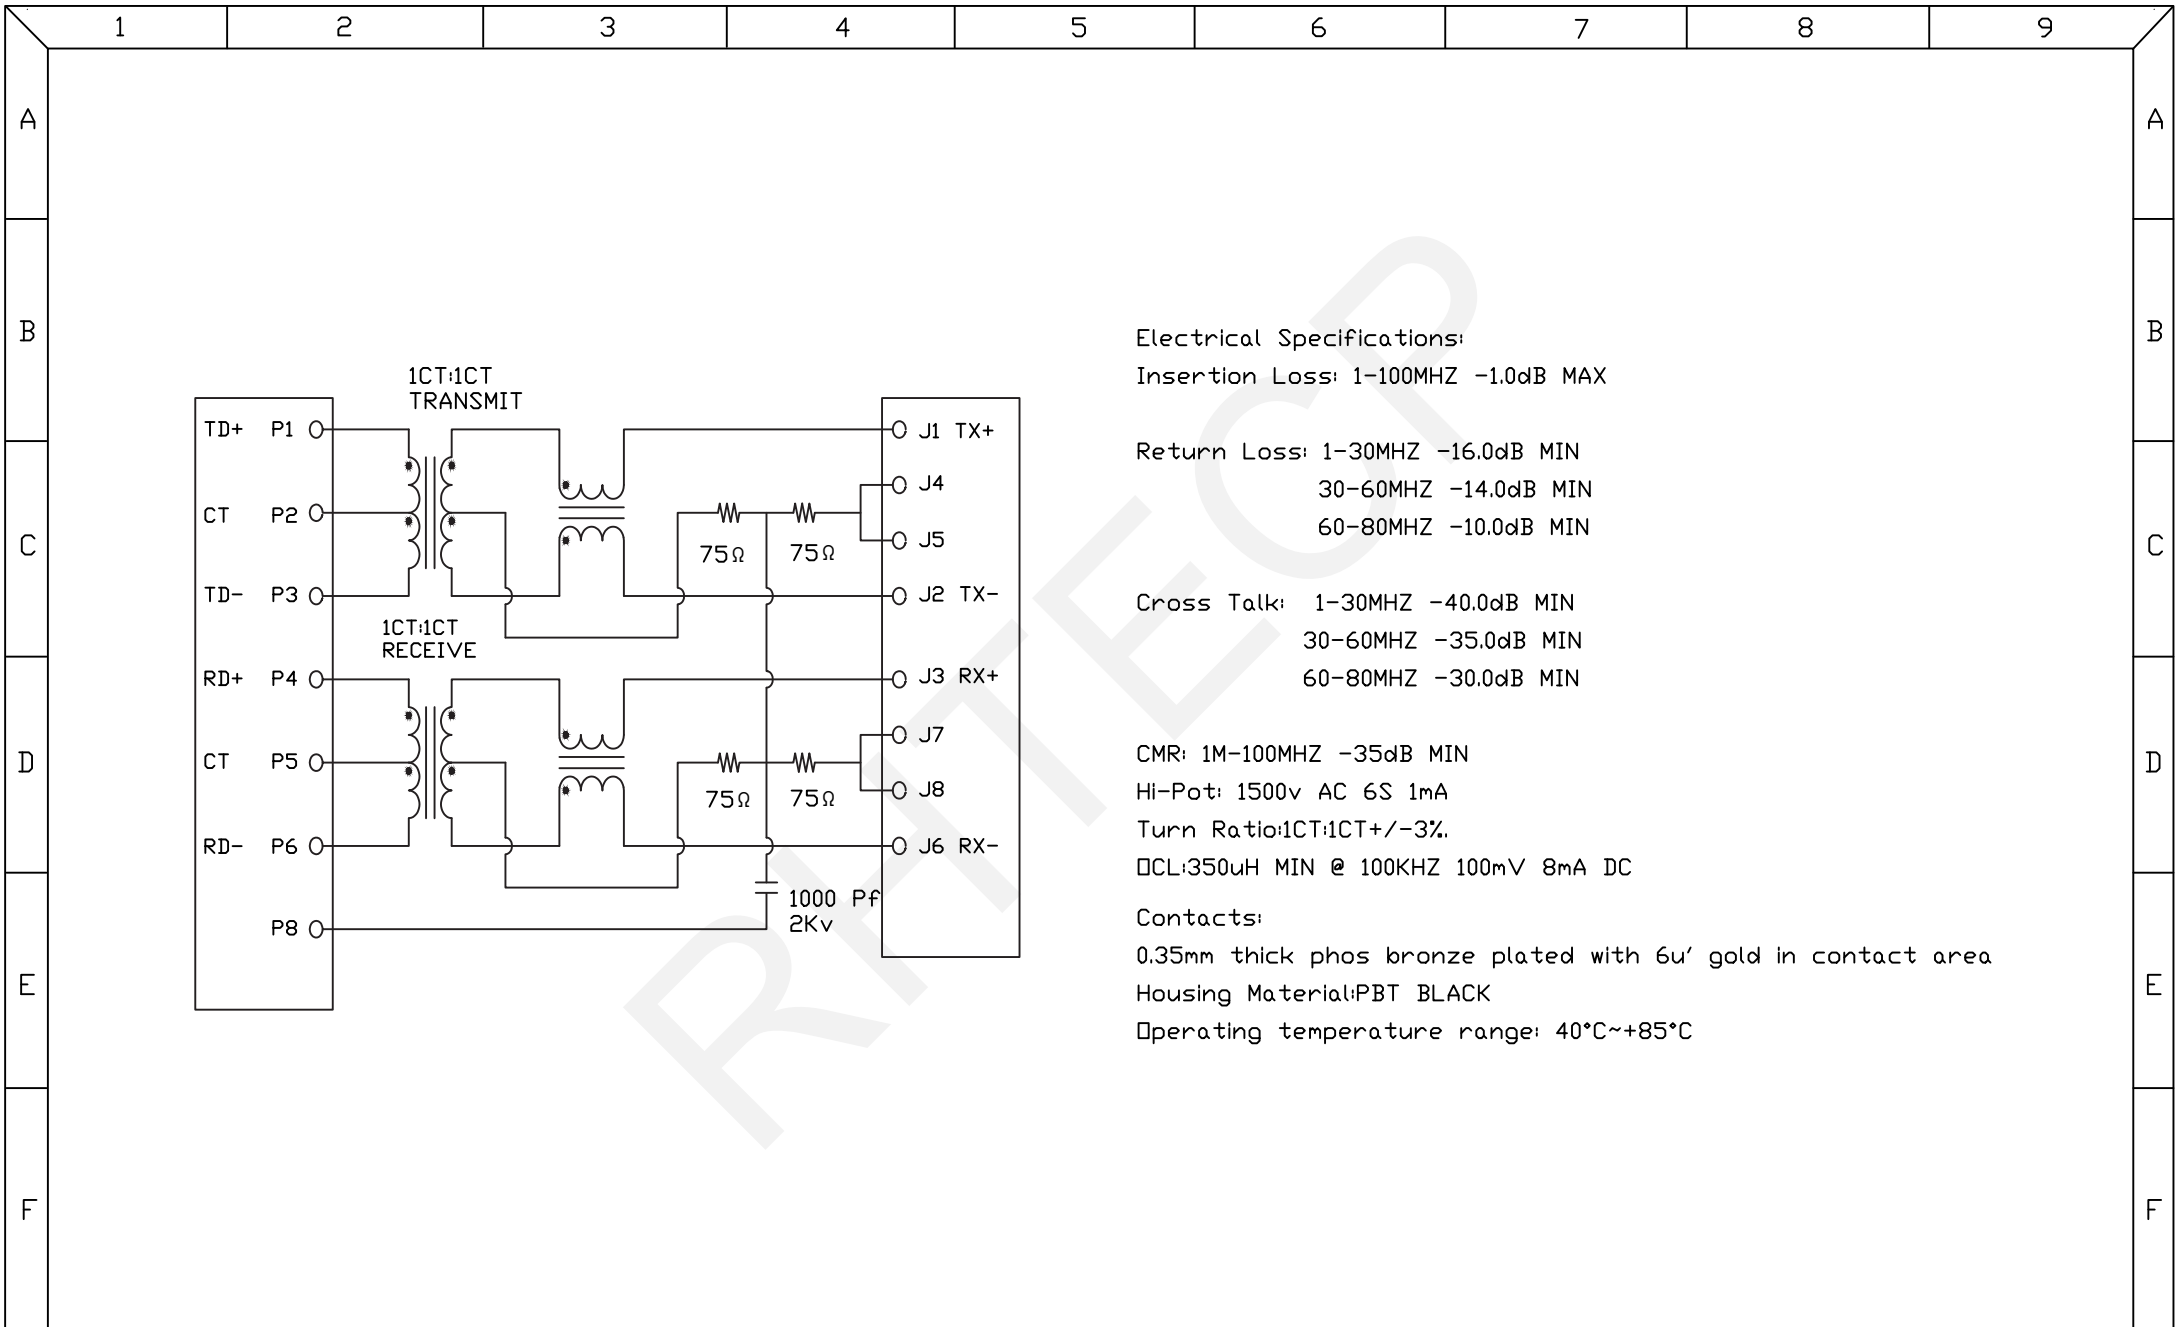 1 2 3 4 5 6 7 8 9
A A
B B
C C
D D
E E
F F
1CT:1CT
TRANSMIT
TD+ P1
CT P2
TD- P3
1CT:1CT
RECEIVE
RD+ P4
CT P5
RD- P6
P8
75Ω 75Ω
75Ω 75Ω
1000 Pf
2Kv
J1 TX+
J4
J5
J2 TX-
J3 RX+
J7
J8
J6 RX-
Electrical Specifications:
Insertion Loss: 1-100MHZ -1.0dB MAX
Return Loss: 1-30MHZ -16.0dB MIN
30-60MHZ -14.0dB MIN
60-80MHZ -10.0dB MIN
Cross Talk: 1-30MHZ -40.0dB MIN
30-60MHZ -35.0dB MIN
60-80MHZ -30.0dB MIN
CMR: 1M-100MHZ -35dB MIN
Hi-Pot: 1500v AC 6S 1mA
Turn Ratio:1CT:1CT+/-3%.
OCL:350uH MIN @ 100KHZ 100mV 8mA DC
Contacts:
0.35mm thick phos bronze plated with 6u' gold in contact area
Housing Material:PBT BLACK
Operating temperature range: 40°C~+85°C
RHTECP